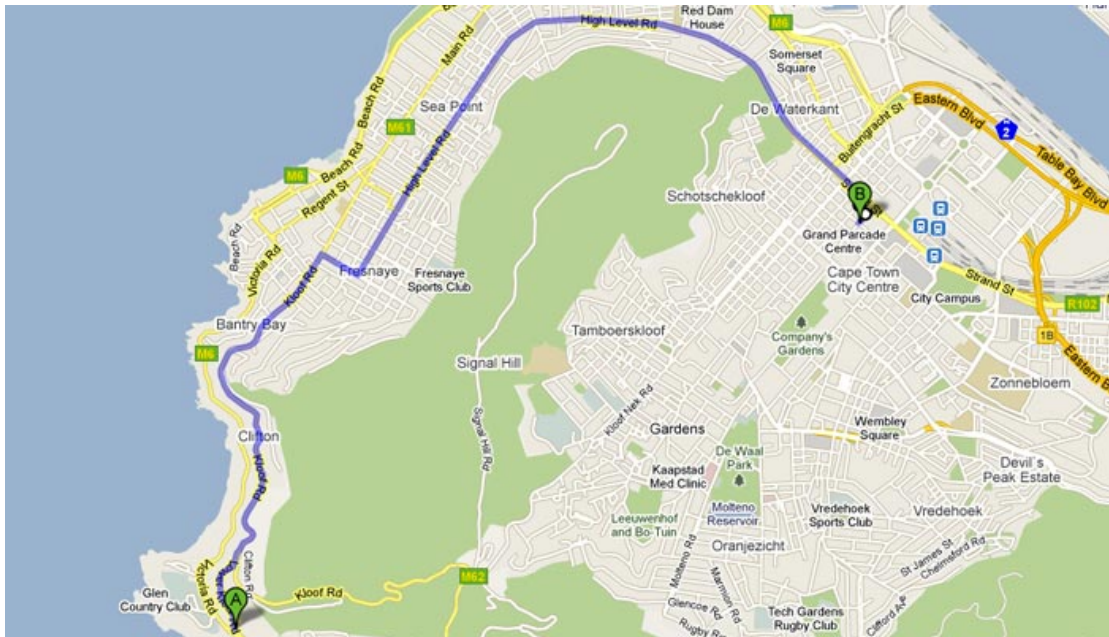 High Level Rd
Red Dam
House
M6
Main Rd
Somerset
Square
Beach Rd
Sea Point
De Waterkant
Eastern Blvd
2
M61
High Level Rd
Buitengracht St
Table Bay Blvd
M6
Beach Rd
Regent St
Schotschekloof
B
Grand Parcade
Centre
Beach Rd
Victoria Rd
Kloof Rd
Fresnaye
Fresnaye
Sports Club
Cape Town
City Centre
Strand St
City Campus
R102
Bantry Bay
Tamboerskloof
Company's
Gardens
1B
M6
Signal Hill
Eastern B
Zonnebloem
Kloof Nek Rd
Clifton
Signal Hill Rd
Gardens
Wembley
Square
De Waal
Park
Kloof Rd
Kaapstad
Med Clinic
Devil's
Peak Estate
Leeuwenhof
and Bo-Tuin
Molteno
Reservoir
Vredehoek
Sports Club
Vredehoek
Oranjezicht
St James St
Chelmsford Rd
Molteno Rd
Marmion Rd
Victoria Rd
Clifton Rd
M62
Glen
Country Club
Kloof Rd
A
Glencoe Rd
Tech Gardens
Rugby Club
Clifford Ave
Rugby R